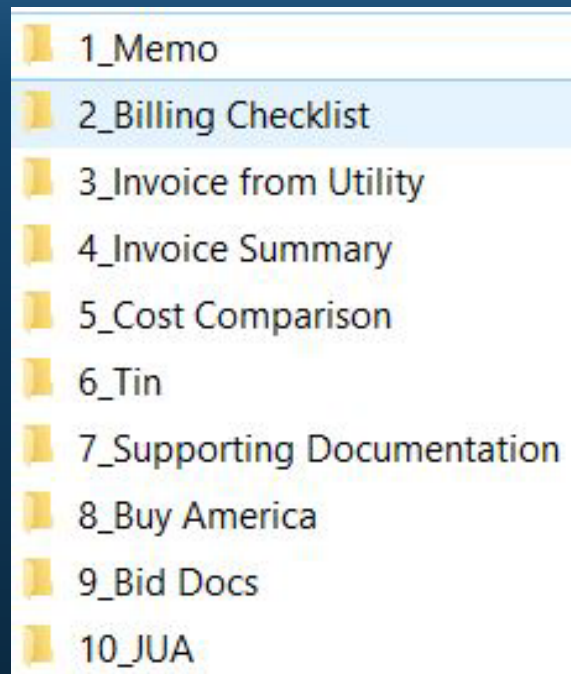 1_Memo
2_Billing Checklist
3_Invoice from Utility
4_Invoice Summary
5_Cost Comparison
6_Tin
7_Supporting Documentation
8_Buy America
9_Bid Docs
10_JUA